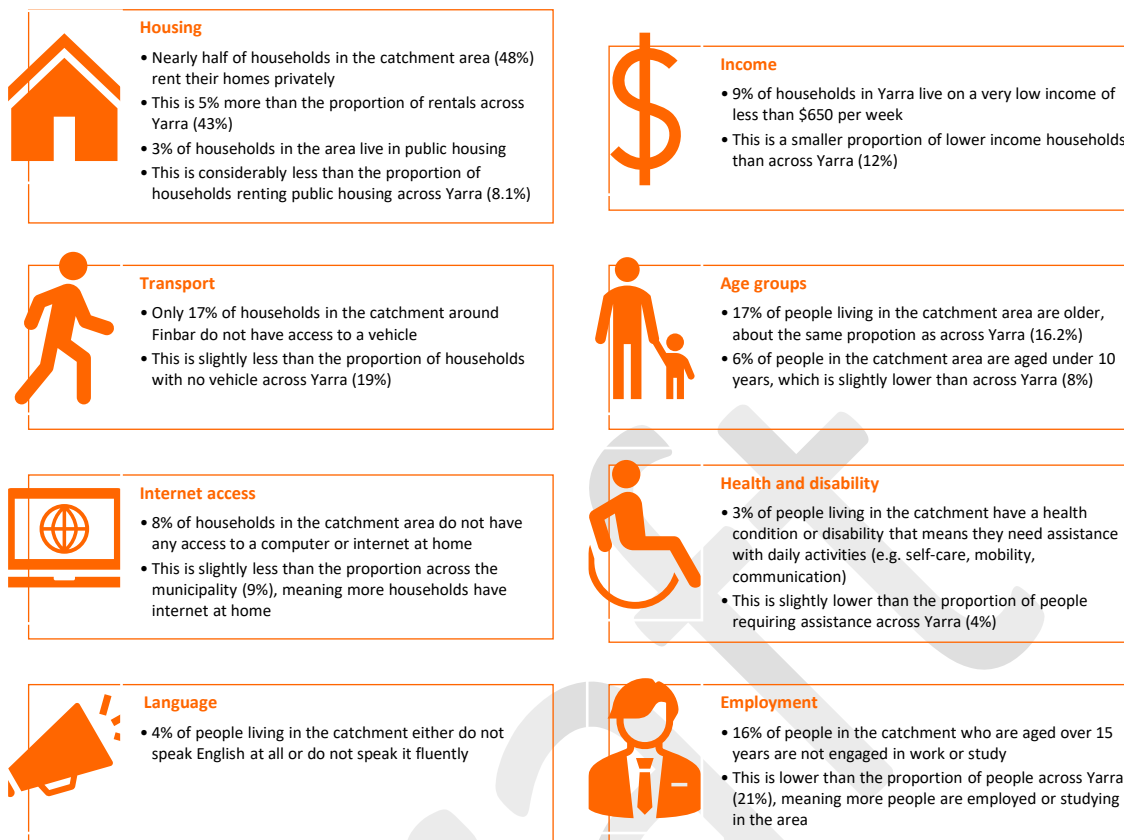 Housing
• Nearly half of households in the catchment area (48%)
rent their homes privately
• This is 5% more than the proportion of rentals across
Yarra (43%)
• 3% of households in the area live in public housing
• This is considerably less than the proportion of
households renting public housing across Yarra (8.1%)
Income
• 9% of households in Yarra live on a very low income of
less than $650 per week
• This is a smaller proportion of lower income households
than across Yarra (12%)
Transport
• Only 17% of households in the catchment around
Finbar do not have access to a vehicle
• This is slightly less than the proportion of households
with no vehicle across Yarra (19%)
Age groups
• 17% of people living in the catchment area are older,
about the same propotion as across Yarra (16.2%)
• 6% of people in the catchment area are aged under 10
years, which is slightly lower than across Yarra (8%)
Internet access
• 8% of households in the catchment area do not have
any access to a computer or internet at home
• This is slightly less than the proportion across the
municipality (9%), meaning more households have
internet at home
Health and disability
• 3% of people living in the catchment have a health
condition or disability that means they need assistance
with daily activities (e.g. self-care, mobility,
communication)
• This is slightly lower than the proportion of people
requiring assistance across Yarra (4%)
Language
• 4% of people living in the catchment either do not
speak English at all or do not speak it fluently
Employment
• 16% of people in the catchment who are aged over 15
years are not engaged in work or study
• This is lower than the proportion of people across Yarra
(21%), meaning more people are employed or studying
in the area